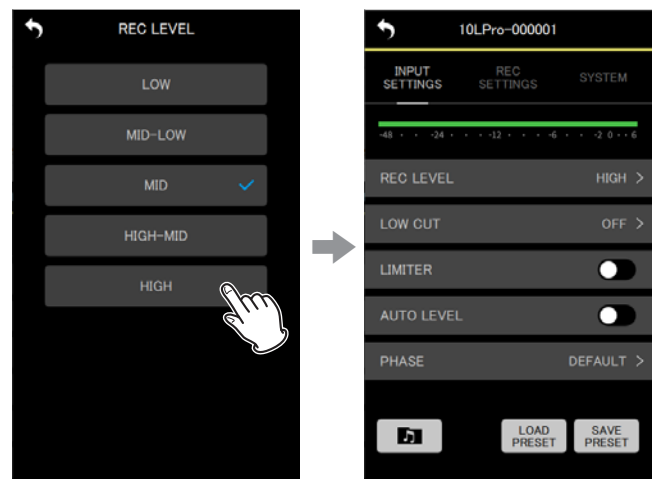 REC LEVEL
LOW
MID-LOW
MID
HIGH-MID
HIGH
10LPro-000001
INPUT
SETTINGS
REC
SETTINGS
SYSTEM
-48 · · -24 · · -12 · · · -6 · · -2 0 · · 6
REC LEVEL HIGH >
LOW CUT OFF >
LIMITER
AUTO LEVEL
PHASE DEFAULT >
LOAD
PRESET
SAVE
PRESET